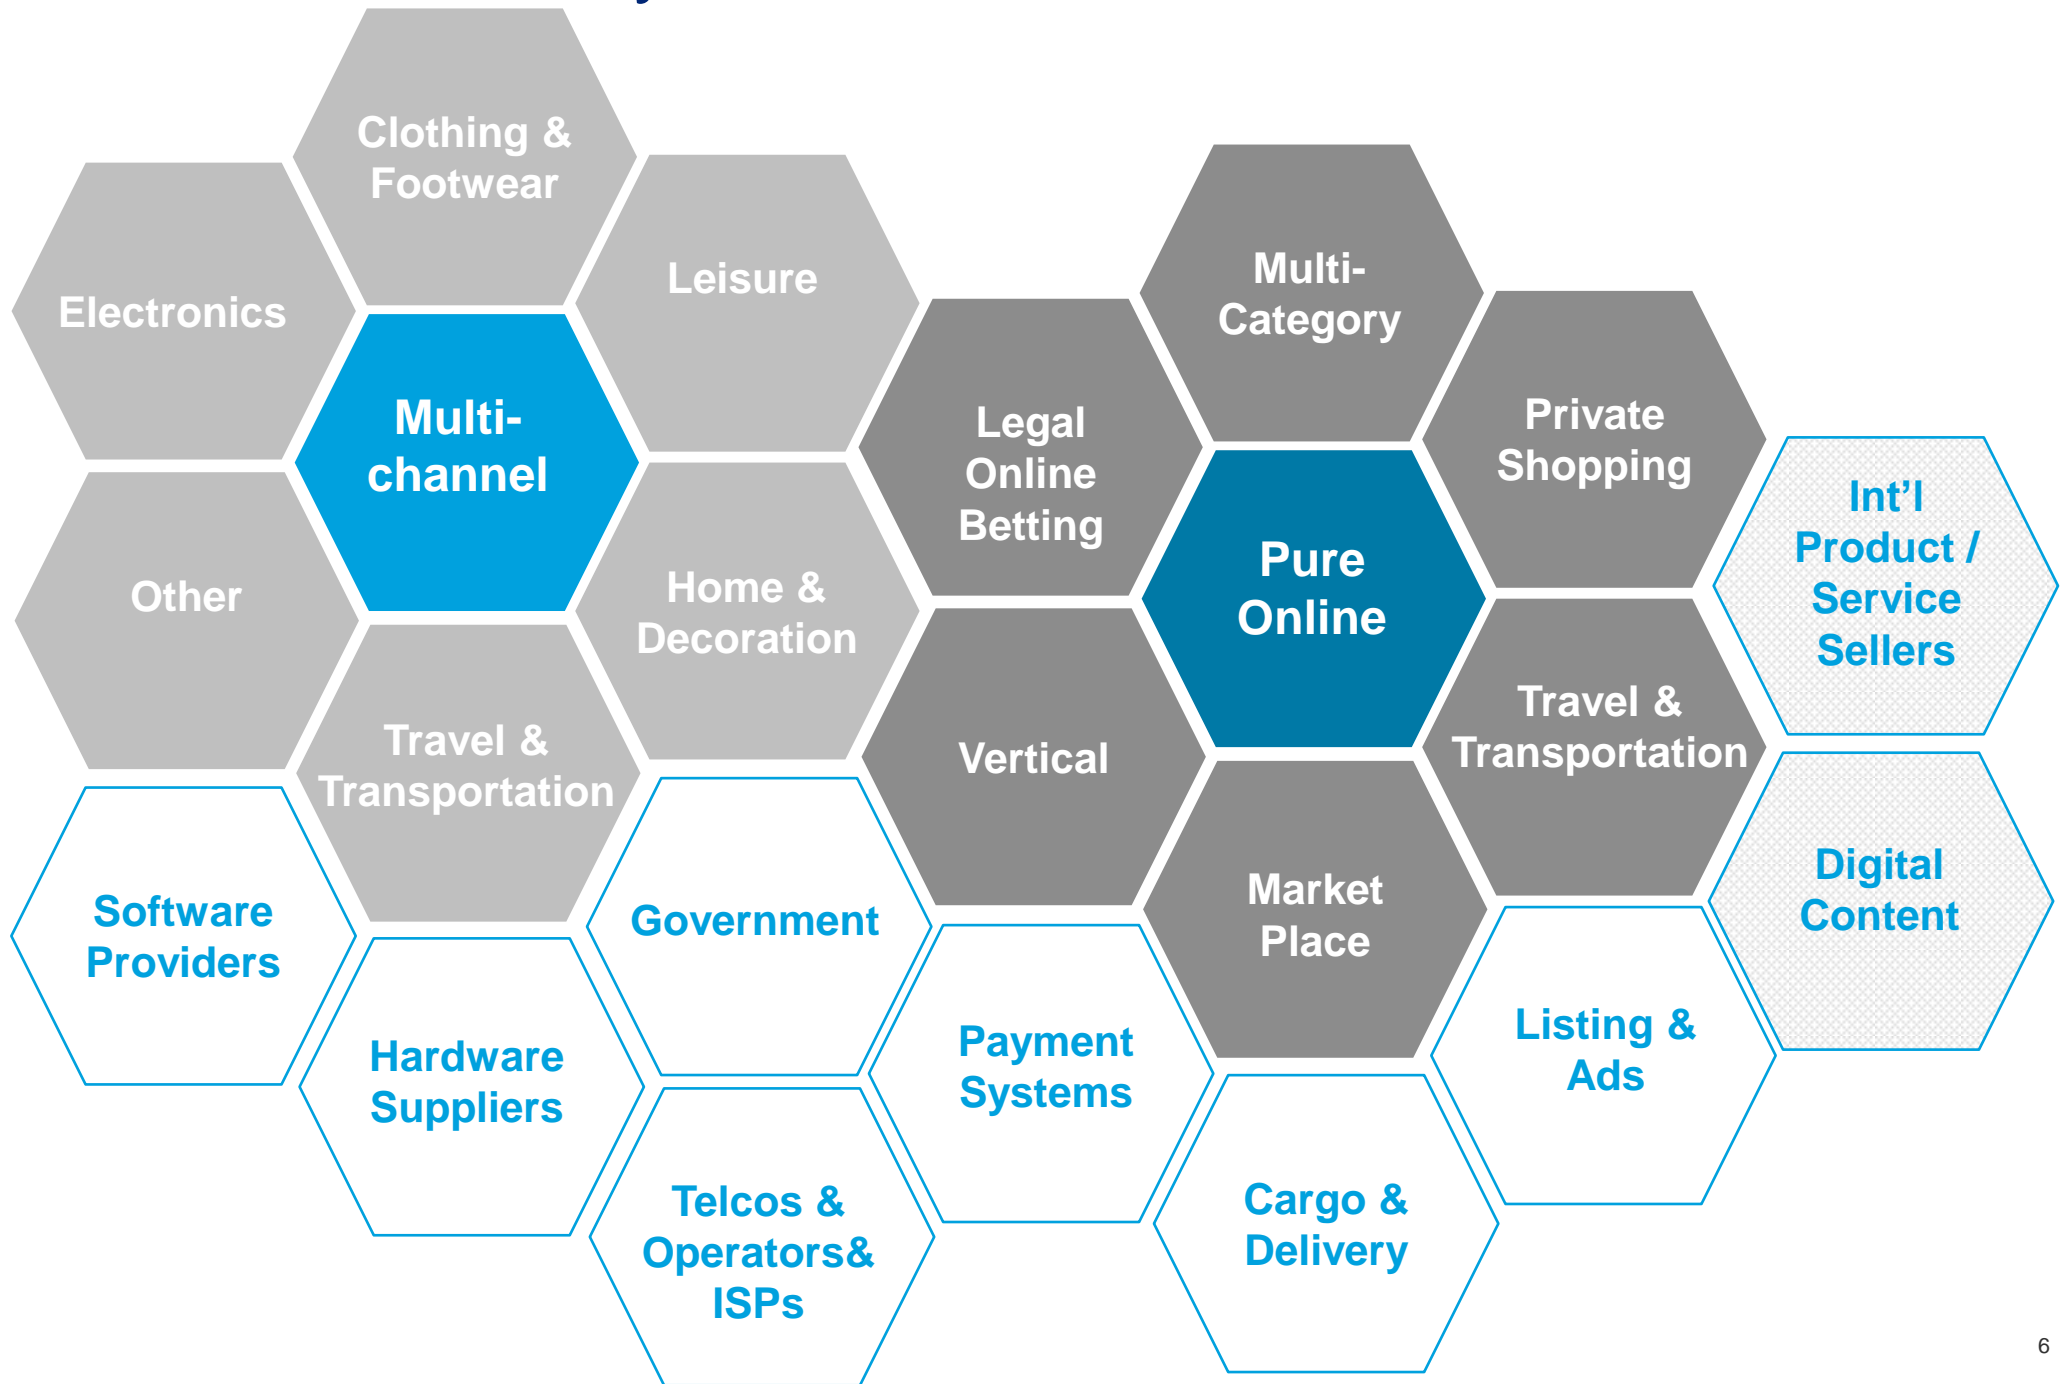 Clothing &
Footwear
Electronics
Leisure
Multi-
channel
Other
Home &
Decoration
Travel &
Transportation
Multi-
Category
Legal
Online
Betting
Private
Shopping
Pure
Online
Vertical
Travel &
Transportation
Market
Place
Int’l
Product /
Service
Sellers
Digital
Content
Software
Providers
Government
Hardware
Suppliers
Payment
Systems
Listing &
Ads
Telcos &
Operators&
ISPs
Cargo &
Delivery
6